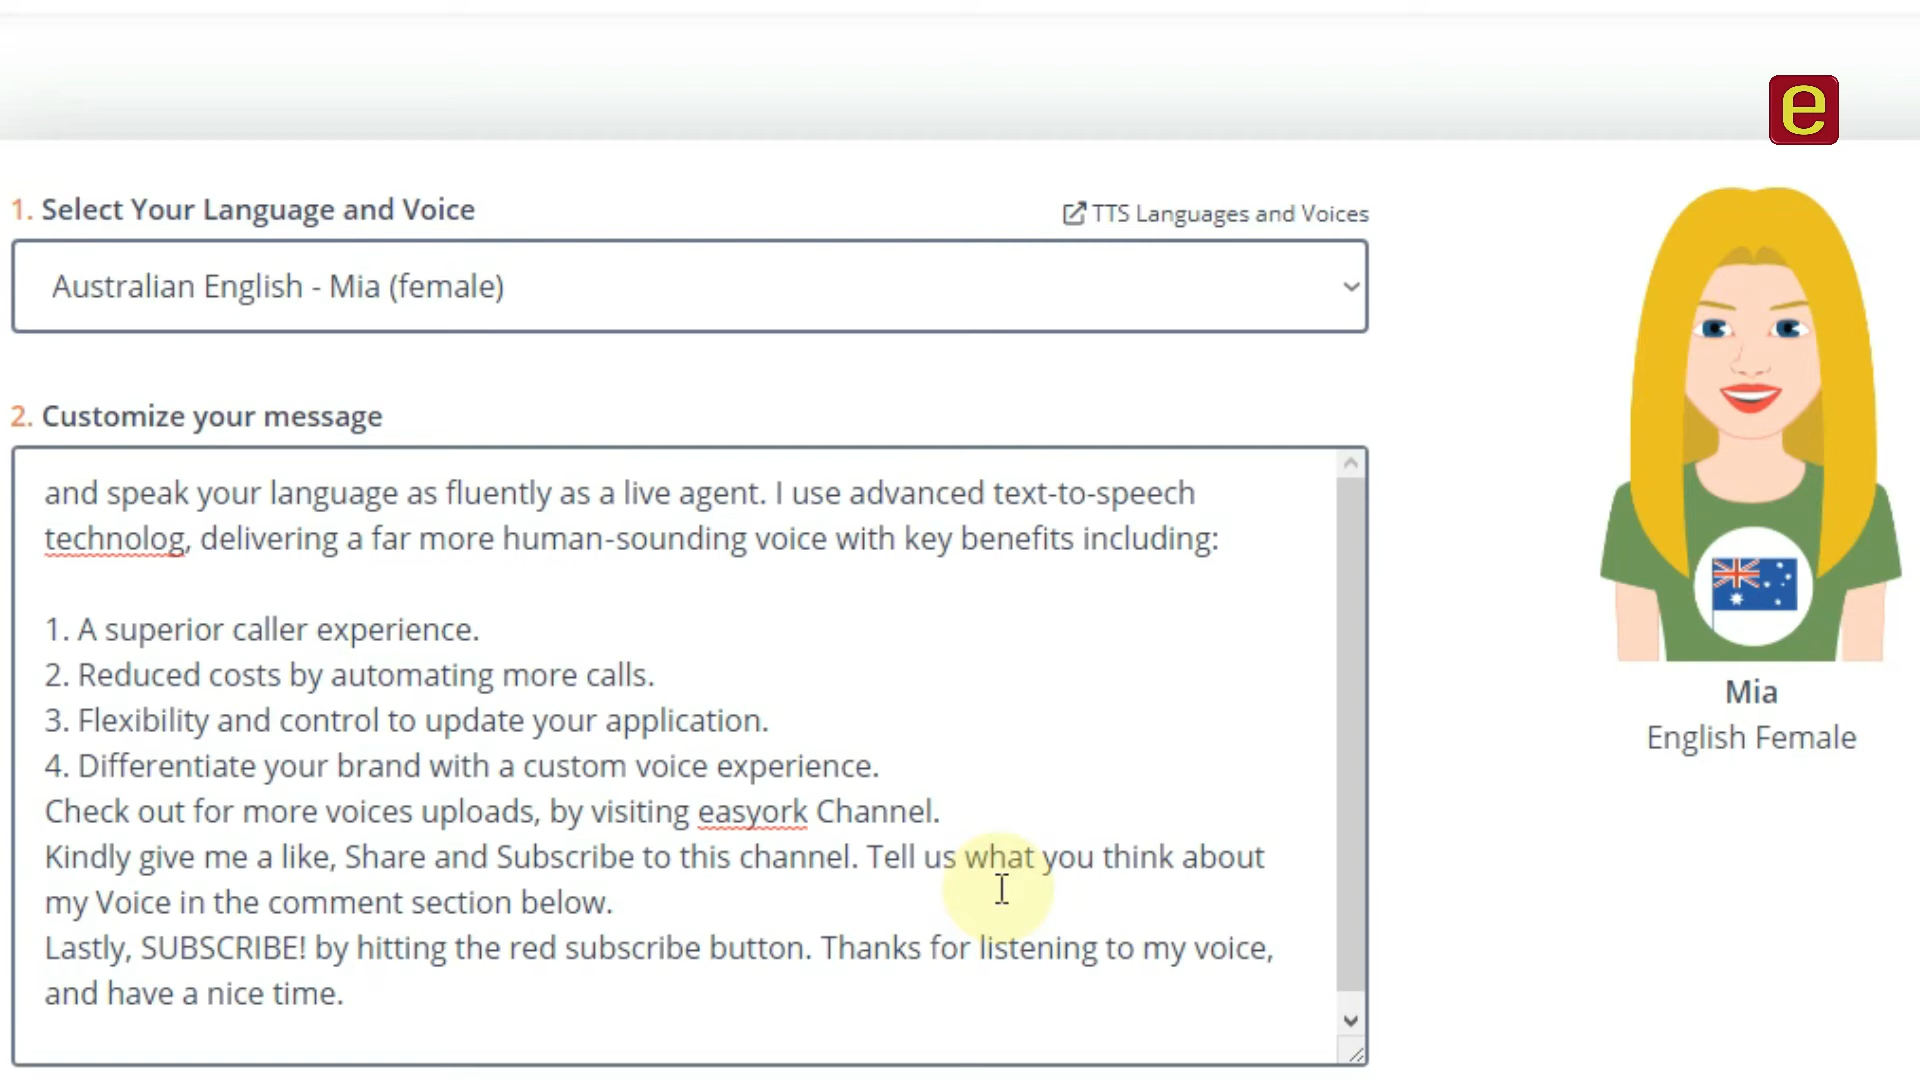 e
1. Select Your Language and Voice
TTS Languages and Voices
Australian English - Mia (female)
2. Customize your message
and speak your language as fluently as a live agent. I use advanced text-to-speech
technolog, delivering a far more human-sounding voice with key benefits including:
1. A superior caller experience.
2. Reduced costs by automating more calls.
3. Flexibility and control to update your application.
4. Differentiate your brand with a custom voice experience.
Check out for more voices uploads, by visiting easyork Channel.
Kindly give me a like, Share and Subscribe to this channel. Tell us what you think about
my Voice in the comment section below.
Lastly, SUBSCRIBE! by hitting the red subscribe button. Thanks for listening to my voice,
and have a nice time.
Mia
English Female